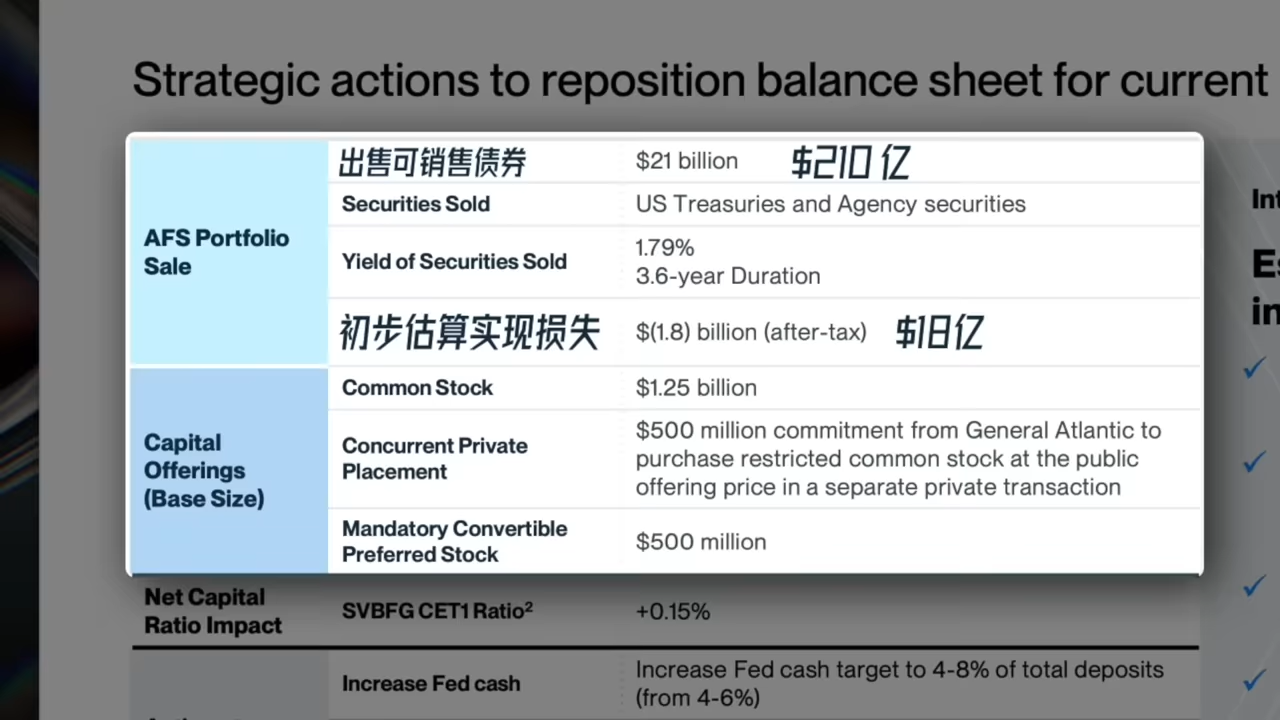 Strategic actions to reposition balance sheet for current
AFS Portfolio
Sale
出售可销售债券
$21 billion
$210 亿
Securities Sold
US Treasuries and Agency securities
Yield of Securities Sold
1.79%
3.6-year Duration
初步估算实现损失
$(1.8) billion (after-tax)
$18亿
Capital
Offerings
(Base Size)
Common Stock
$1.25 billion
Concurrent Private
Placement
$500 million commitment from General Atlantic to
purchase restricted common stock at the public
offering price in a separate private transaction
Mandatory Convertible
Preferred Stock
$500 million
Net Capital
Ratio Impact
SVBFG CET1 Ratio²
+0.15%
Increase Fed cash
Increase Fed cash target to 4-8% of total deposits
(from 4-6%)